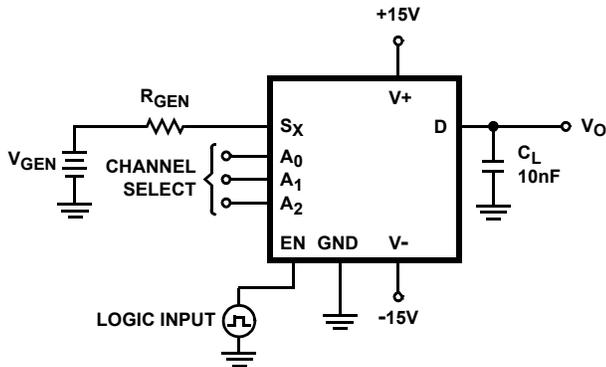 +15V
V+
RGEN
SX
D
VO
VGEN
CHANNEL
SELECT
A0
A1
A2
CL
10nF
EN
GND
V-
LOGIC INPUT
-15V